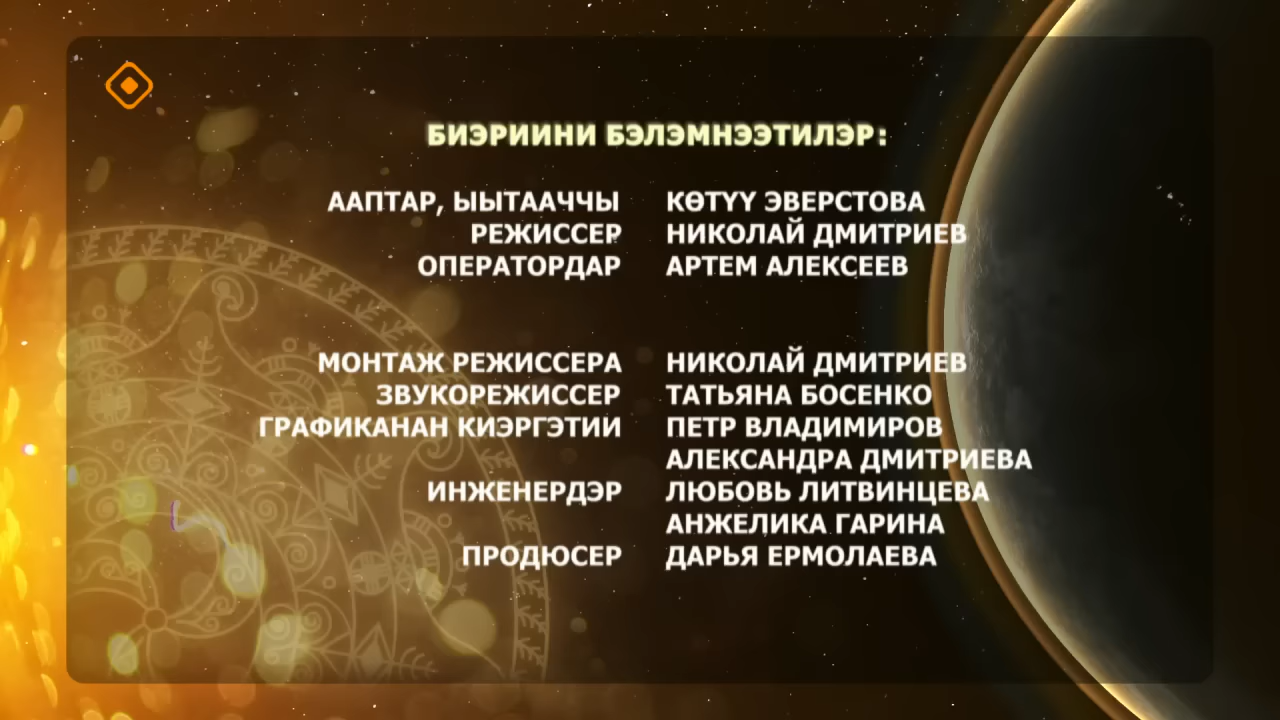 БИЭРИИНИ БЭЛЭМНЭЭТИЛЭР:
ААПТАР, ЫЫТААЧЧЫ КӨТҮҮ ЭВЕРСТОВА
РЕЖИССЕР НИКОЛАЙ ДМИТРИЕВ
ОПЕРАТОРДАР АРТЕМ АЛЕКСЕЕВ
МОНТАЖ РЕЖИССЕРА НИКОЛАЙ ДМИТРИЕВ
ЗВУКОРЕЖИССЕР ТАТЬЯНА БОСЕНКО
ГРАФИКАНАН КИЭРГЭТИИ ПЕТР ВЛАДИМИРОВ
АЛЕКСАНДРА ДМИТРИЕВА
ИНЖЕНЕРДЭР ЛЮБОВЬ ЛИТВИНЦЕВА
АНЖЕЛИКА ГАРИНА
ПРОДЮСЕР ДАРЬЯ ЕРМОЛАЕВА